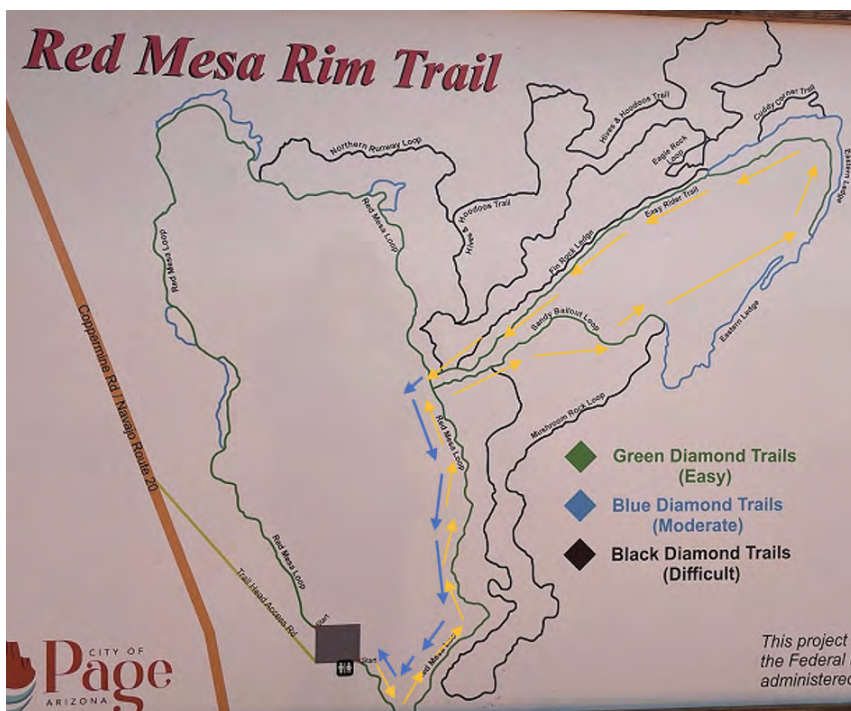 Red Mesa Rim Trail
Hives & Hoodoos Trail
Cuddy Corner Trail
Northern Runway Loop
Eagle Rock
Loop
Eastern Ledge
Red Mesa Loop
Hives & Hoodoos Trail
Easy Rider Trail
Red Mesa Loop
Fin Rock Ledge
Sandy Bailout Loop
Eastern Ledge
Coppermine Rd / Navajo Route 20
Mushroom Rock Loop
Red Mesa Loop
Green Diamond Trails
(Easy)
Blue Diamond Trails
(Moderate)
Black Diamond Trails
(Difficult)
Red Mesa Loop
Trail Head Access Rd
Start
Start
Red Mesa Loop
CITY OF
Page
ARIZONA
This project
the Federal
administered